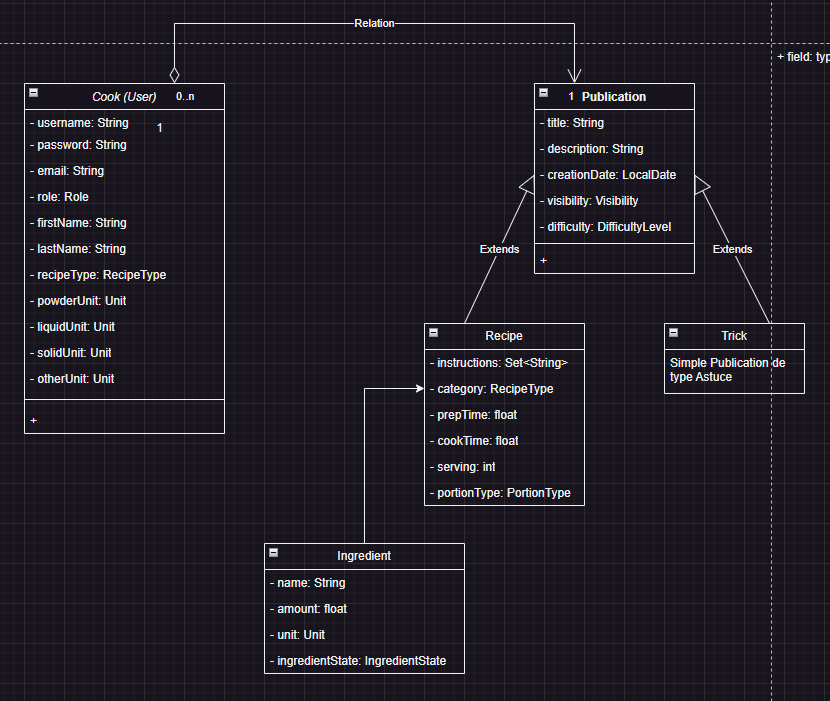 Relation
+ field: typ
Cook (User) 0..n
- username: String
1
- password: String
- email: String
- role: Role
- firstName: String
- lastName: String
- recipeType: RecipeType
- powderUnit: Unit
- liquidUnit: Unit
- solidUnit: Unit
- otherUnit: Unit
+
1 Publication
- title: String
- description: String
- creationDate: LocalDate
- visibility: Visibility
- difficulty: DifficultyLevel
+
Extends
Extends
Recipe
- instructions: Set<String>
- category: RecipeType
- prepTime: float
- cookTime: float
- serving: int
- portionType: PortionType
Trick
Simple Publication de
type Astuce
Ingredient
- name: String
- amount: float
- unit: Unit
- ingredientState: IngredientState